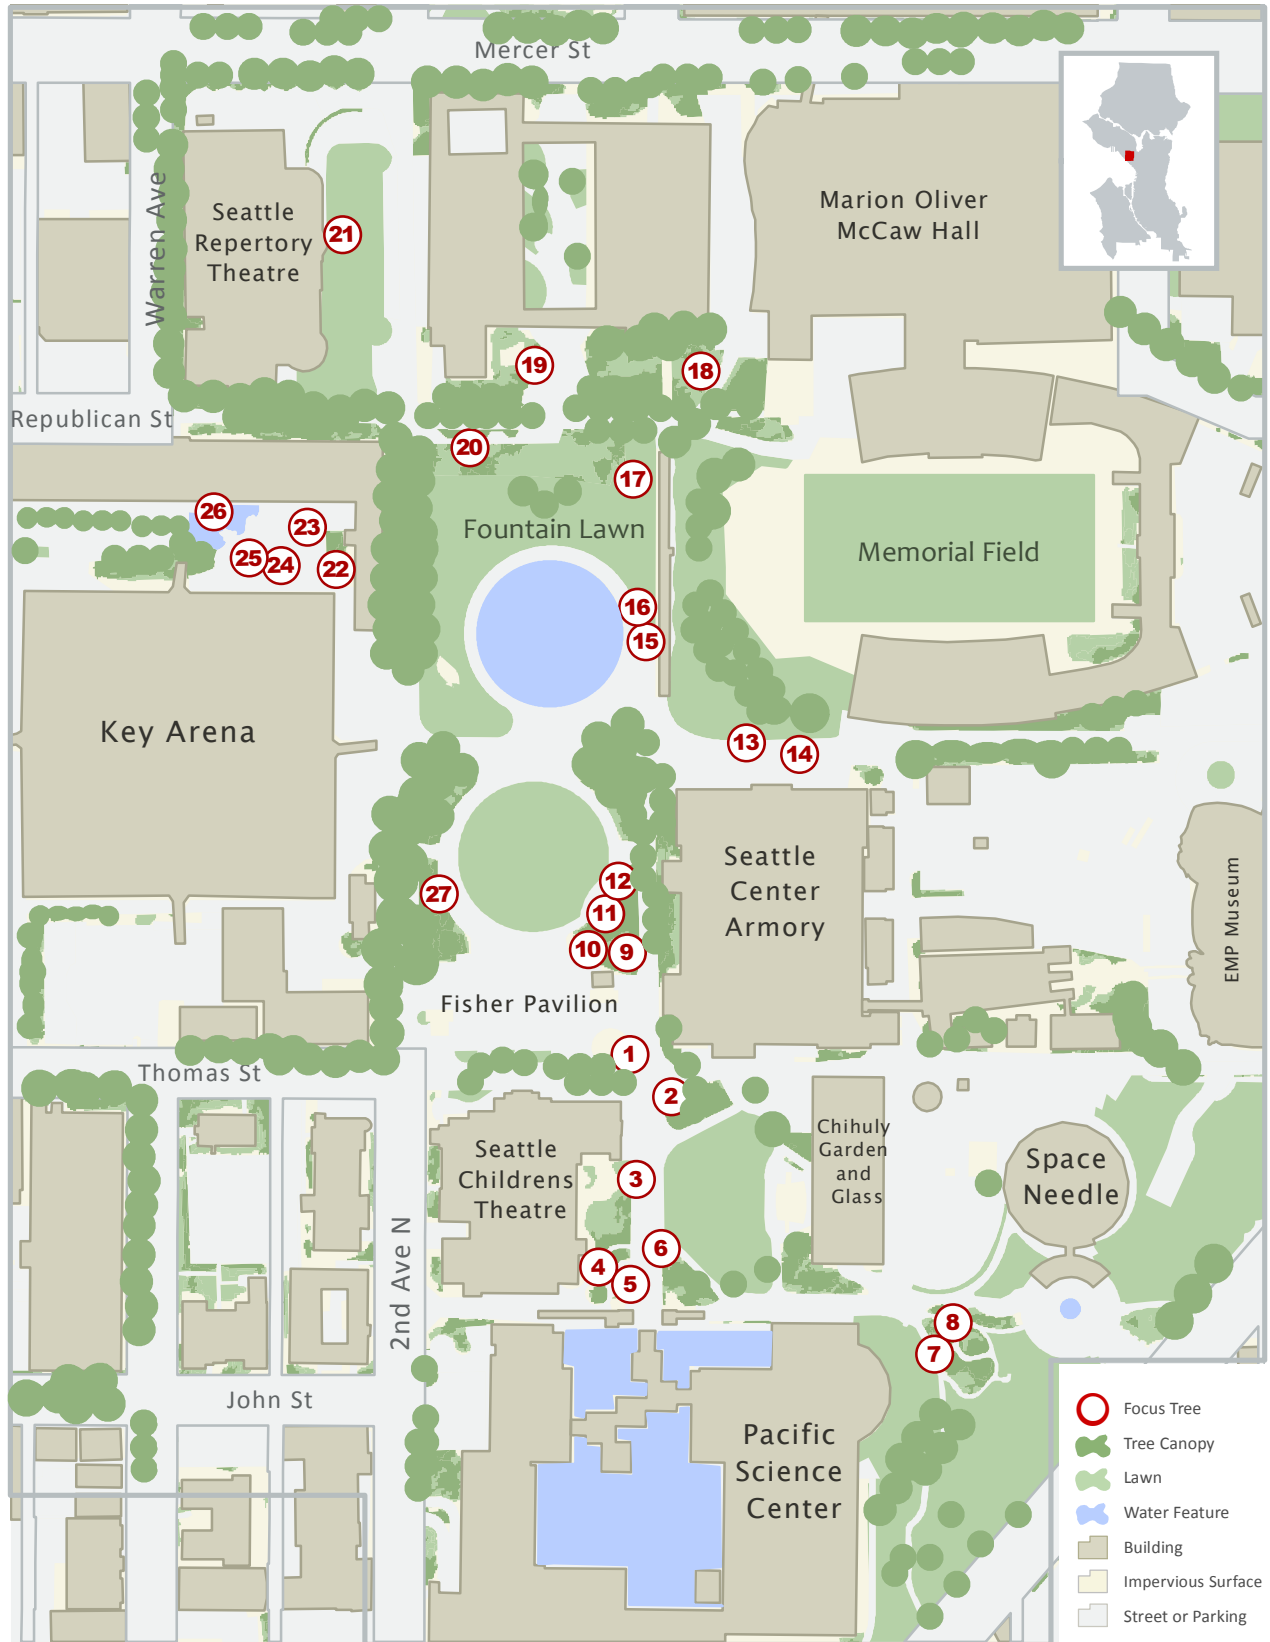 Mercer St
Warren Ave
Seattle
Repertory
Theatre
21
Marion Oliver
McCaw Hall
19
18
Republican St
20
17
26
23
25
24
22
Fountain Lawn
Memorial Field
16
15
Key Arena
13
14
Seattle
Center
Armory
12
11
27
10
9
EMP Museum
Fisher Pavilion
1
Thomas St
2
Chihuly
Garden
and
Glass
Seattle
Childrens
Theatre
3
Space
Needle
6
4
5
2nd Ave N
8
7
John St
Pacific
Science
Center
Focus Tree
Tree Canopy
Lawn
Water Feature
Building
Impervious Surface
Street or Parking